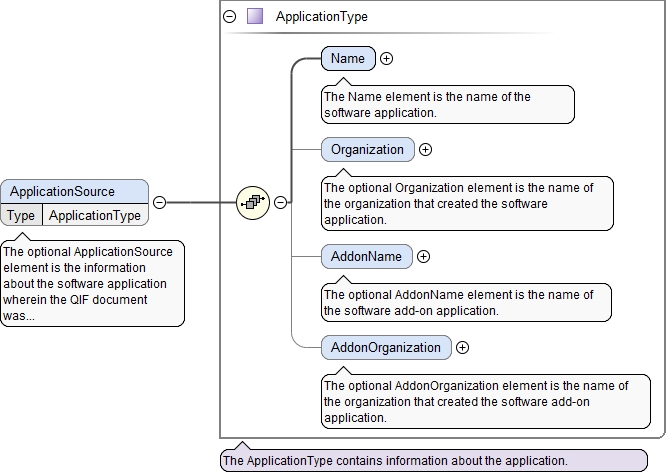 ApplicationType
Name
The Name element is the name of the
software application.
Organization
The optional Organization element is the name of
the organization that created the software
application.
ApplicationSource
Type ApplicationType
The optional ApplicationSource
element is the information
about the software application
wherein the QIF document
was...
AddonName
The optional AddonName element is the name of
the software add-on application.
AddonOrganization
The optional AddonOrganization element is the name of
the organization that created the software add-on
application.
The ApplicationType contains information about the application.